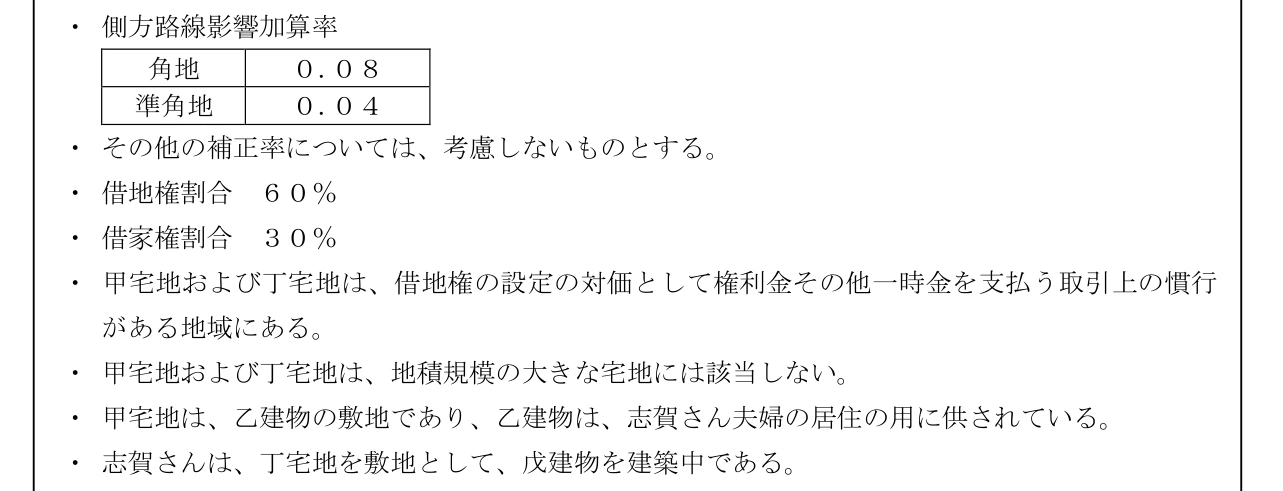 ・ 側方路線影響加算率
角地 ０．０８
準角地 ０．０４
・ その他の補正率については、考慮しないものとする。
・ 借地権割合　６０％
・ 借家権割合　３０％
・ 甲宅地および丁宅地は、借地権の設定の対価として権利金その他一時金を支払う取引上の慣行
がある地域にある。
・ 甲宅地および丁宅地は、地積規模の大きな宅地には該当しない。
・ 甲宅地は、乙建物の敷地であり、乙建物は、志賀さん夫婦の居住の用に供されている。
・ 志賀さんは、丁宅地を敷地として、戊建物を建築中である。